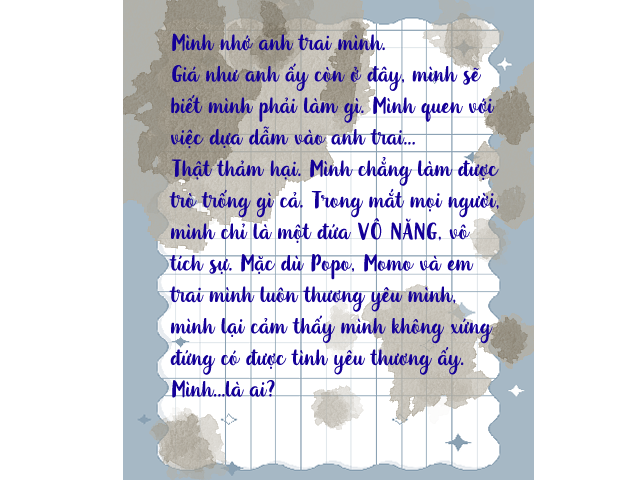 Mình nhớ anh trai mình.
Giá như anh ấy còn ở đây, mình sẽ
biết mình phải làm gì. Mình quen với
việc dựa dẫm vào anh trai...
Thật thảm hại. Mình chẳng làm được
trò trống gì cả. Trong mắt mọi người,
mình chỉ là một đứa VÔ NĂNG, vô
tích sự. Mặc dù Popo, Momo và em
trai mình luôn thương yêu mình,
mình lại cảm thấy mình không xứng
đứng có được tình yêu thương ấy.
Mình...là ai?